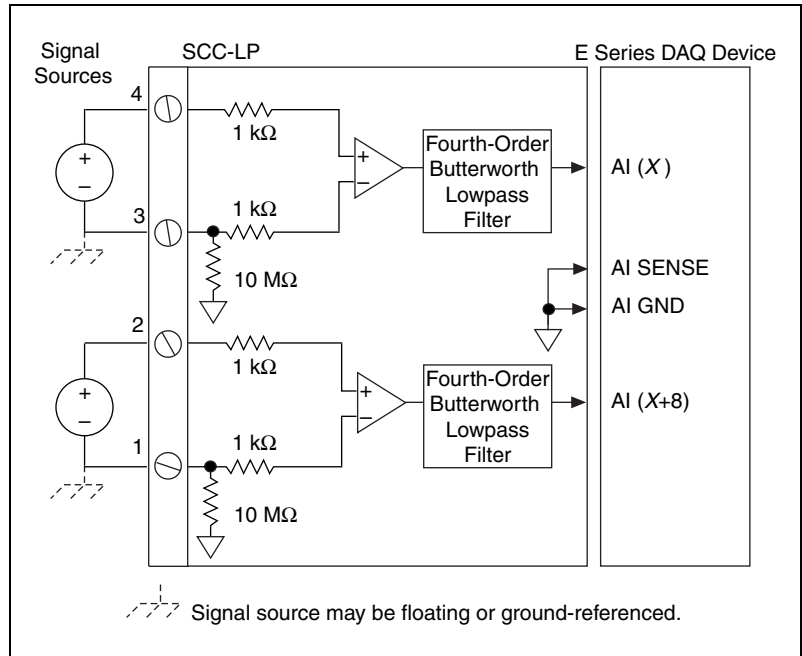 Signal
Sources
SCC-LP
E Series DAQ Device
4
1 kΩ
+
−
+
−
Fourth-Order
Butterworth
Lowpass
Filter
AI (X)
3
1 kΩ
10 MΩ
AI SENSE
AI GND
2
1 kΩ
+
−
+
−
Fourth-Order
Butterworth
Lowpass
Filter
AI (X+8)
1
1 kΩ
10 MΩ
Signal source may be floating or ground-referenced.